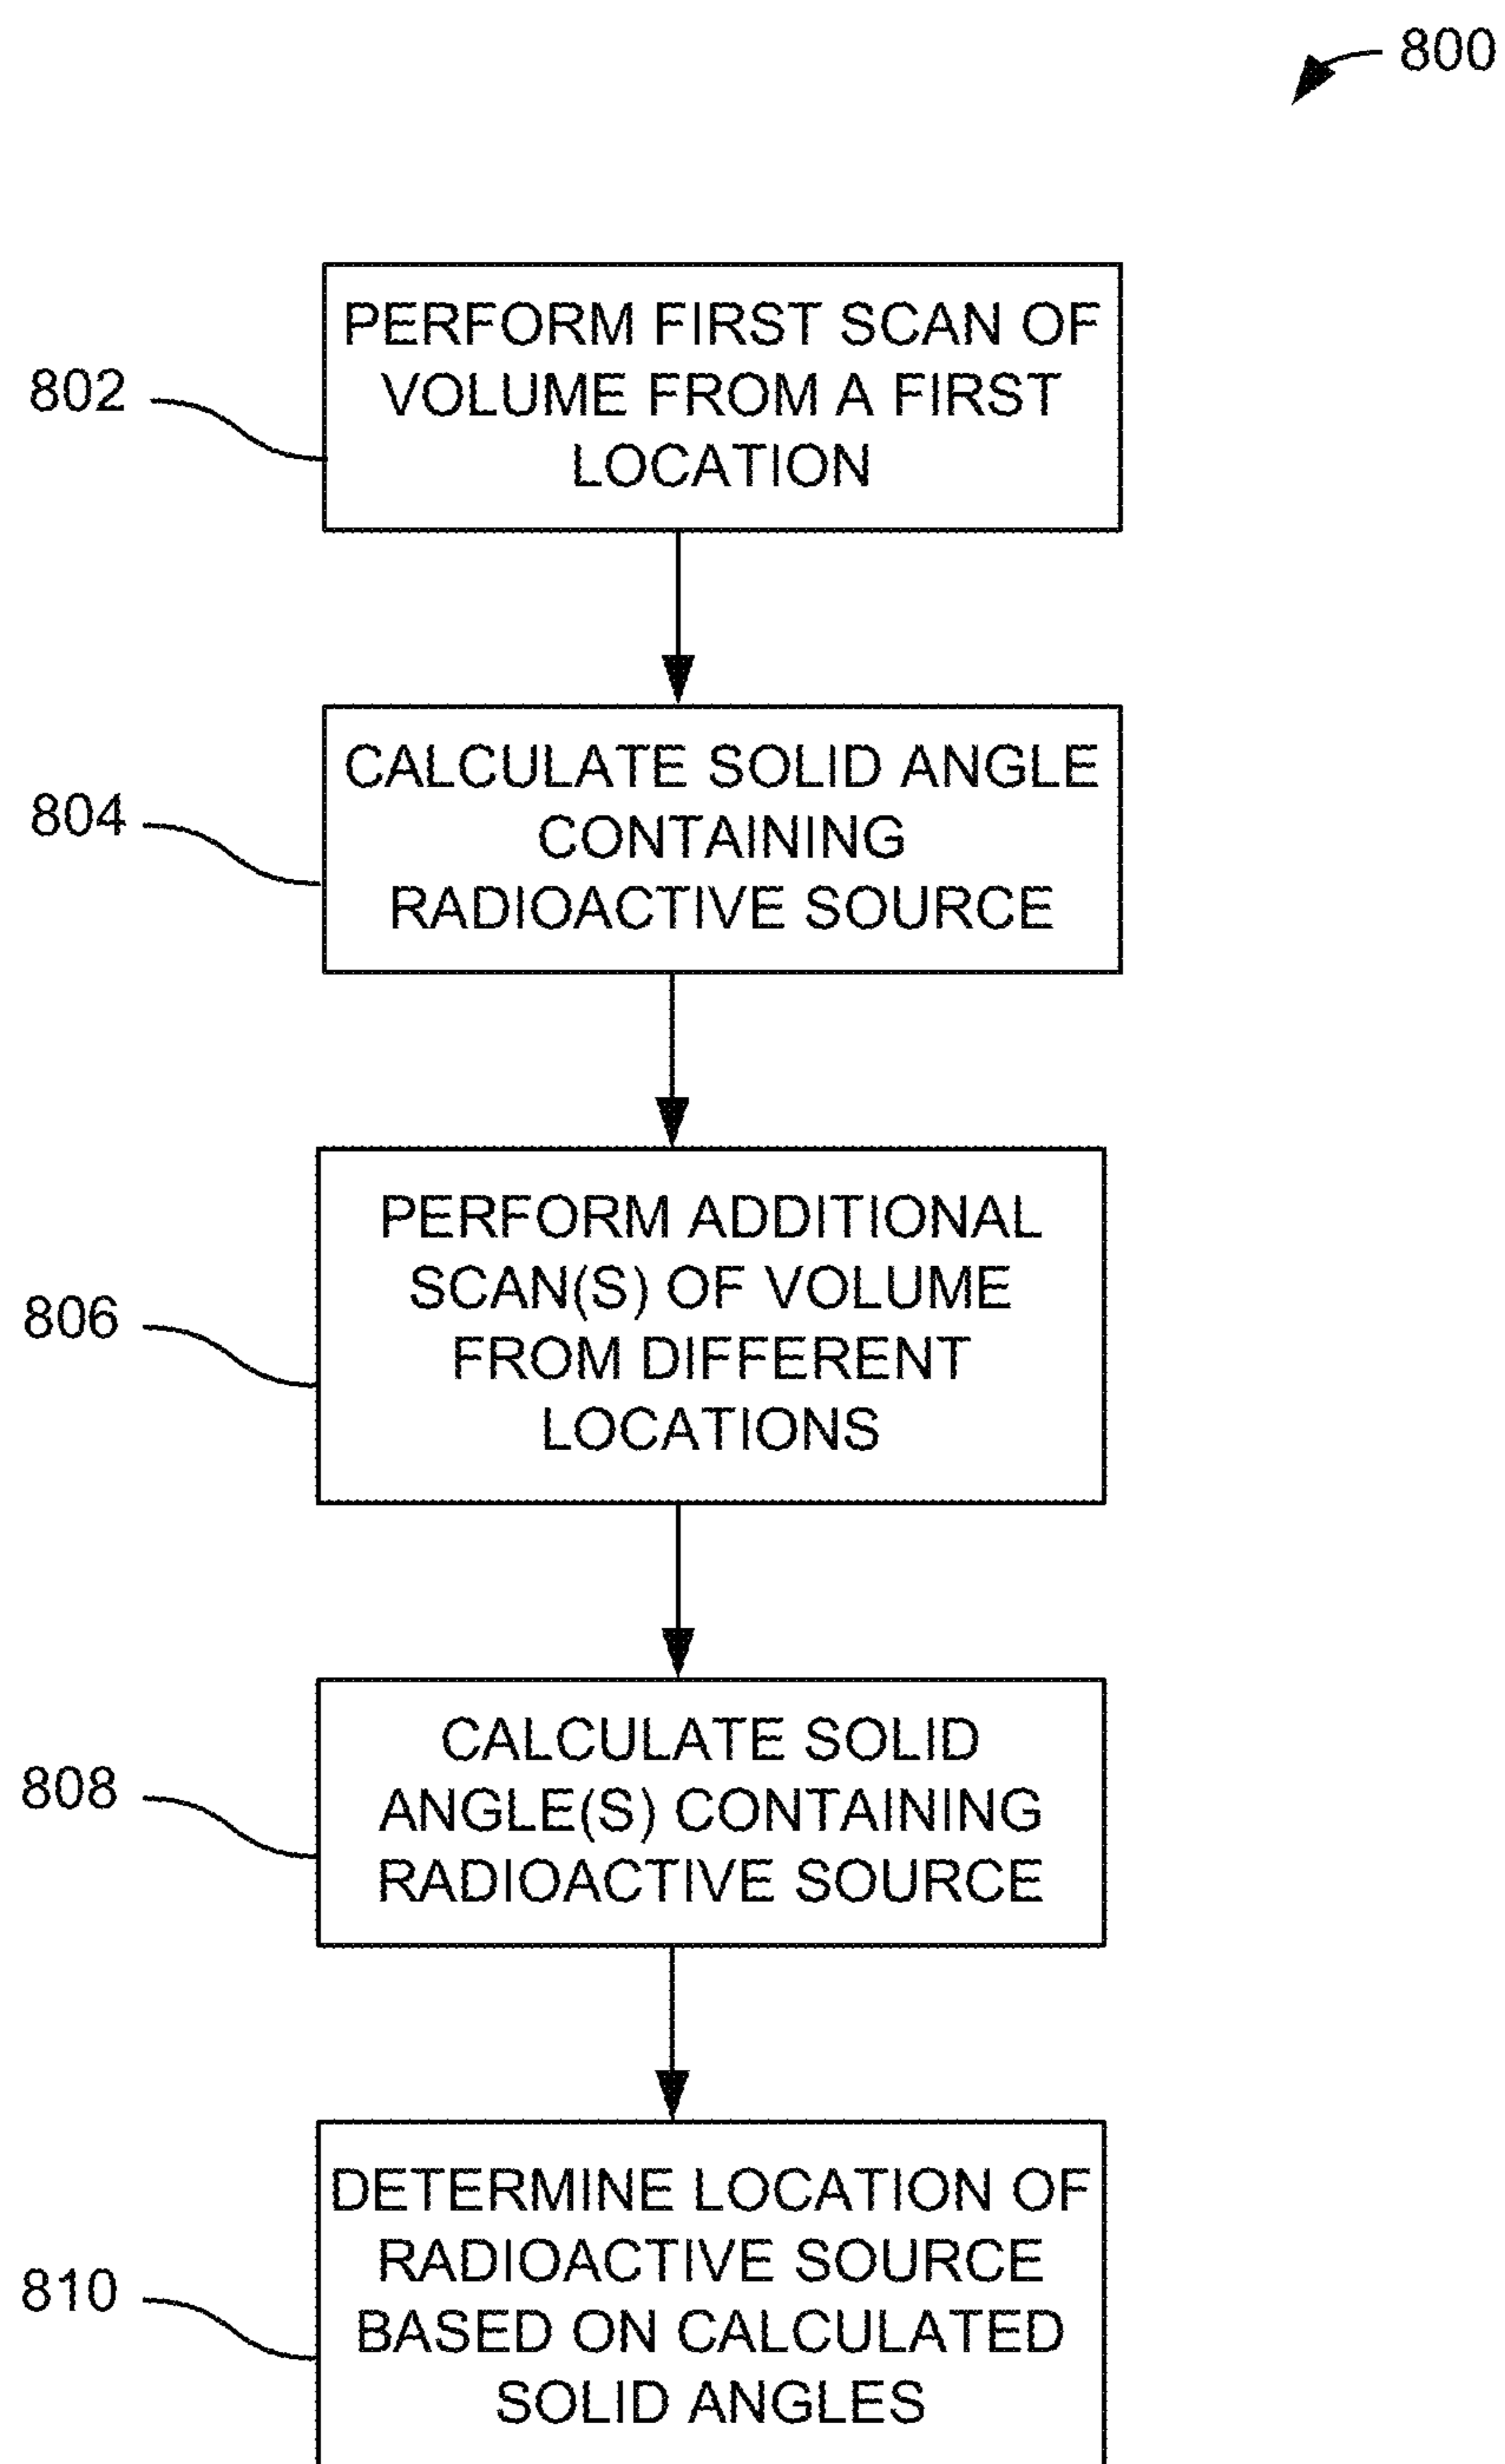 800
802
PERFORM FIRST SCAN OF
VOLUME FROM A FIRST
LOCATION
804
CALCULATE SOLID ANGLE
CONTAINING
RADIOACTIVE SOURCE
806
PERFORM ADDITIONAL
SCAN(S) OF VOLUME
FROM DIFFERENT
LOCATIONS
808
CALCULATE SOLID
ANGLE(S) CONTAINING
RADIOACTIVE SOURCE
810
DETERMINE LOCATION OF
RADIOACTIVE SOURCE
BASED ON CALCULATED
SOLID ANGLES